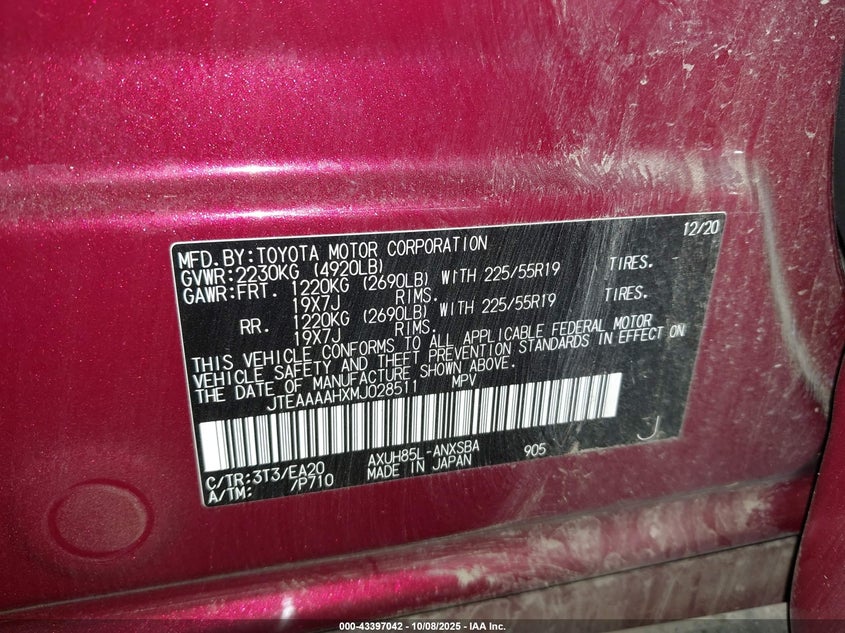 12/20
MFD.BY:TOYOTA MOTOR CORPORATION
GVWR:2230KG (4920LB)
GAWR:FRT. 1220KG (2690LB) WITH 225/55R19 TIRES.
19X7J RIMS.
RR. 1220KG (2690LB) WITH 225/55R19 TIRES.
19X7J RIMS.
THIS VEHICLE CONFORMS TO ALL APPLICABLE FEDERAL MOTOR
VEHICLE SAFETY AND THEFT PREVENTION STANDARDS IN EFFECT ON
THE DATE OF MANUFACTURE SHOWN ABOVE.
JTEAAAAHXMJ028511 MPV
C/TR:3T3/EA20 AXUH85L-ANXSBA 905 J
A/TM: /P710 MADE IN JAPAN
000-43397042 - 10/08/2025 - IAA Inc.